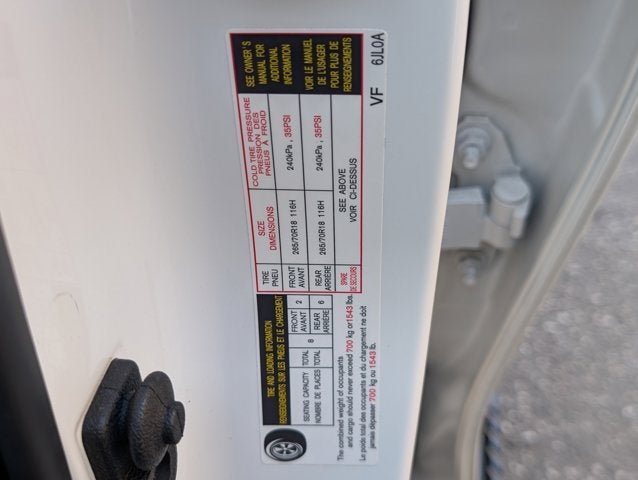 TIRE AND LOADING INFORMATION
RENSEIGNEMENTS SUR LES PNEUS ET LE CHARGEMENT
SEATING CAPACITY
NOMBRE DE PLACES
TOTAL
TOTAL
8
FRONT
AVANT
2
REAR
ARRIÈRE
6
The combined weight of occupants
and cargo should never exceed 700 kg or 1543 lbs.
Le poids total des occupants et du chargement ne doit
jamais dépasser 700 kg ou 1543 lb.
TIRE
PNEU
SIZE
DIMENSIONS
COLD TIRE PRESSURE
PRESSION DES
PNEUS À FROID
SEE OWNER'S
MANUAL FOR
ADDITIONAL
INFORMATION
FRONT
AVANT
265/70R18 116H
240kPa , 35PSI
REAR
ARRIÈRE
265/70R18 116H
240kPa , 35PSI
VOIR LE MANUEL
DE L'USAGER
POUR PLUS DE
RENSEIGNEMENTS
SPARE
DE SECOURS
SEE ABOVE
VOIR CI-DESSUS
VF 6JL0A